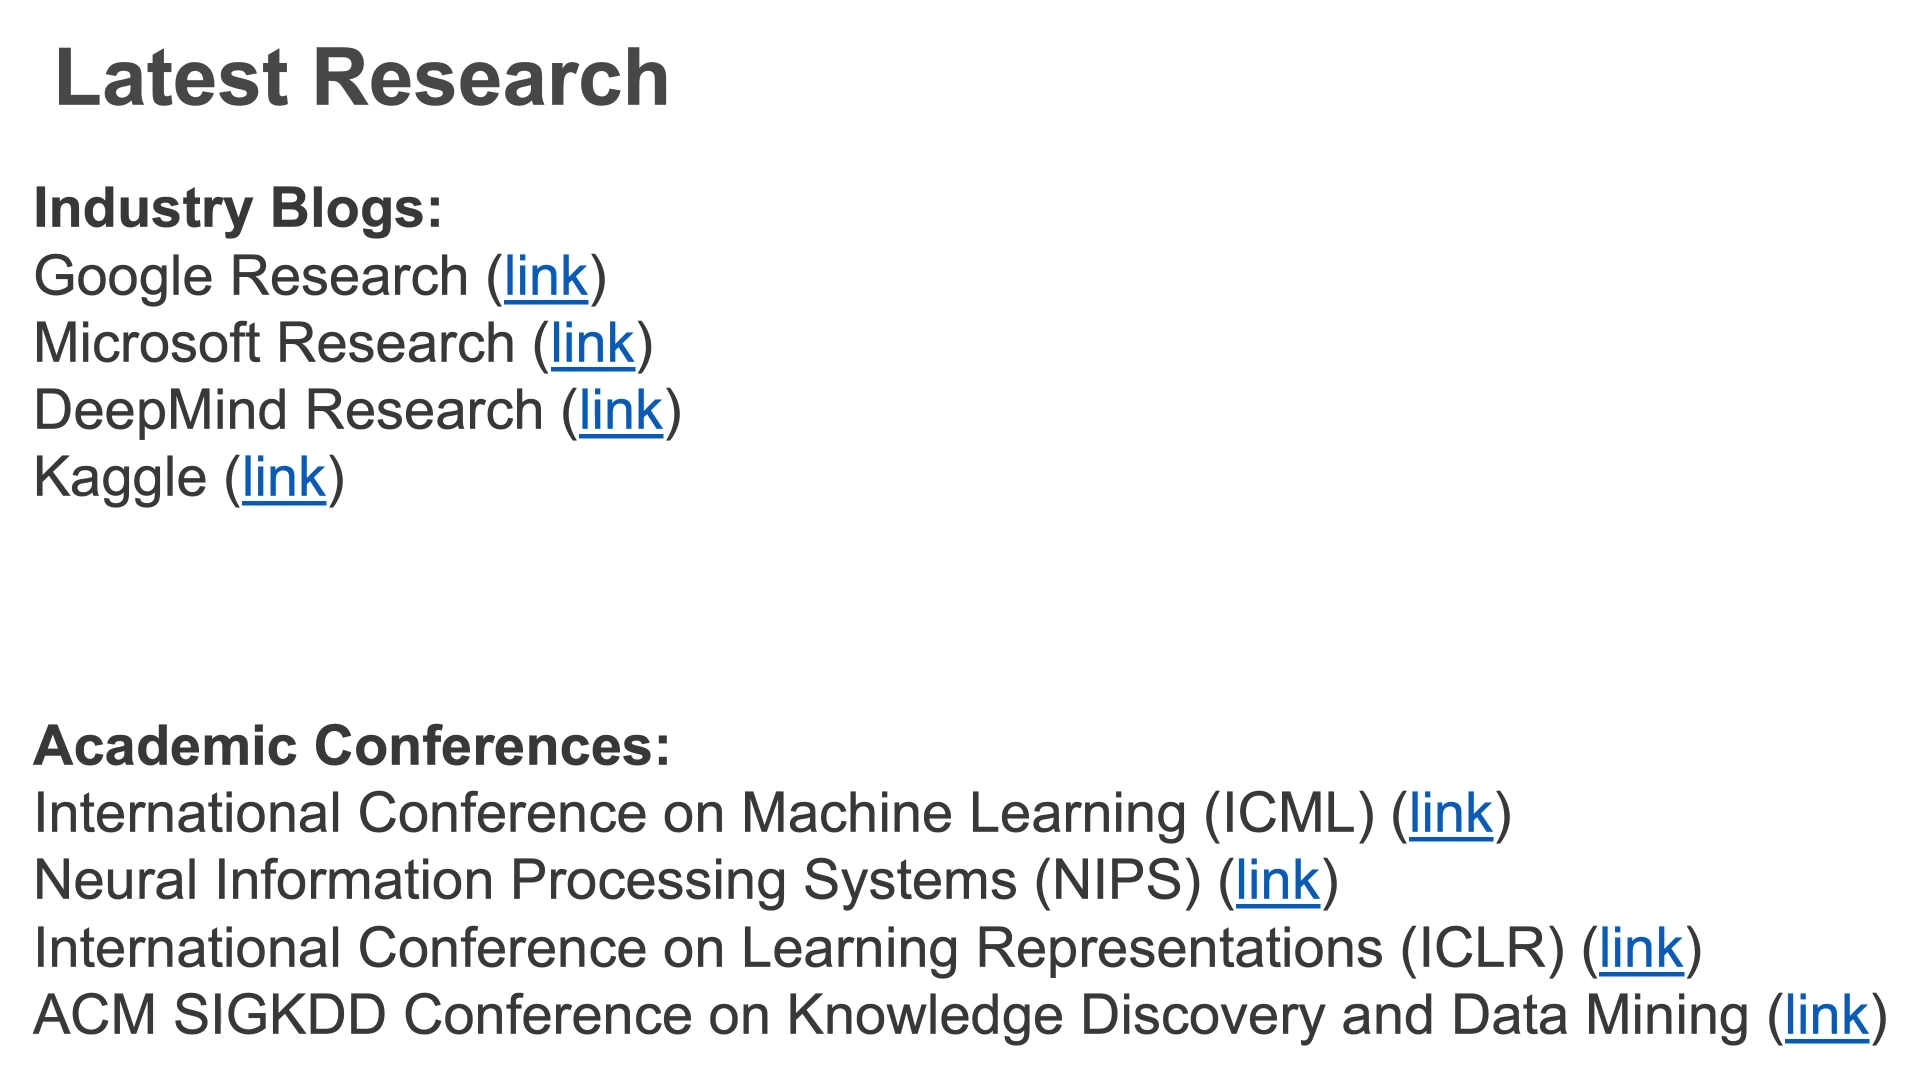 Latest Research
Industry Blogs:
Google Research (link)
Microsoft Research (link)
DeepMind Research (link)
Kaggle (link)
Academic Conferences:
International Conference on Machine Learning (ICML) (link)
Neural Information Processing Systems (NIPS) (link)
International Conference on Learning Representations (ICLR) (link)
ACM SIGKDD Conference on Knowledge Discovery and Data Mining (link)